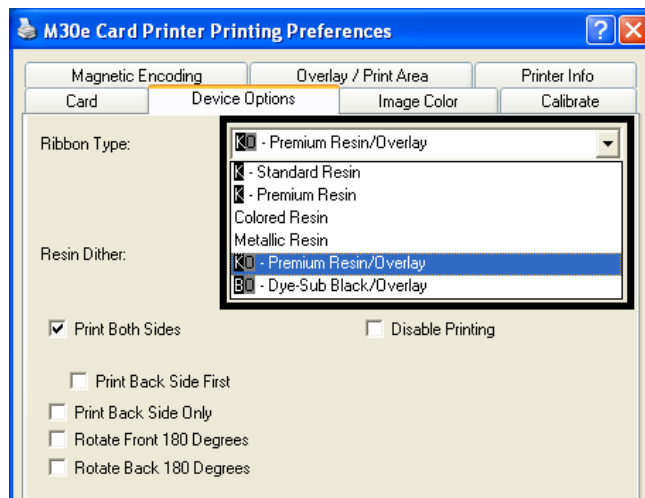 M30e Card Printer Printing Preferences
Magnetic Encoding Overlay / Print Area Printer Info
Card Device Options Image Color Calibrate
Ribbon Type: KO - Premium Resin/Overlay
K - Standard Resin
K - Premium Resin
Colored Resin
Metallic Resin
Resin Dither: KO - Premium Resin/Overlay
BO - Dye-Sub Black/Overlay
Print Both Sides Disable Printing
Print Back Side First
Print Back Side Only
Rotate Front 180 Degrees
Rotate Back 180 Degrees